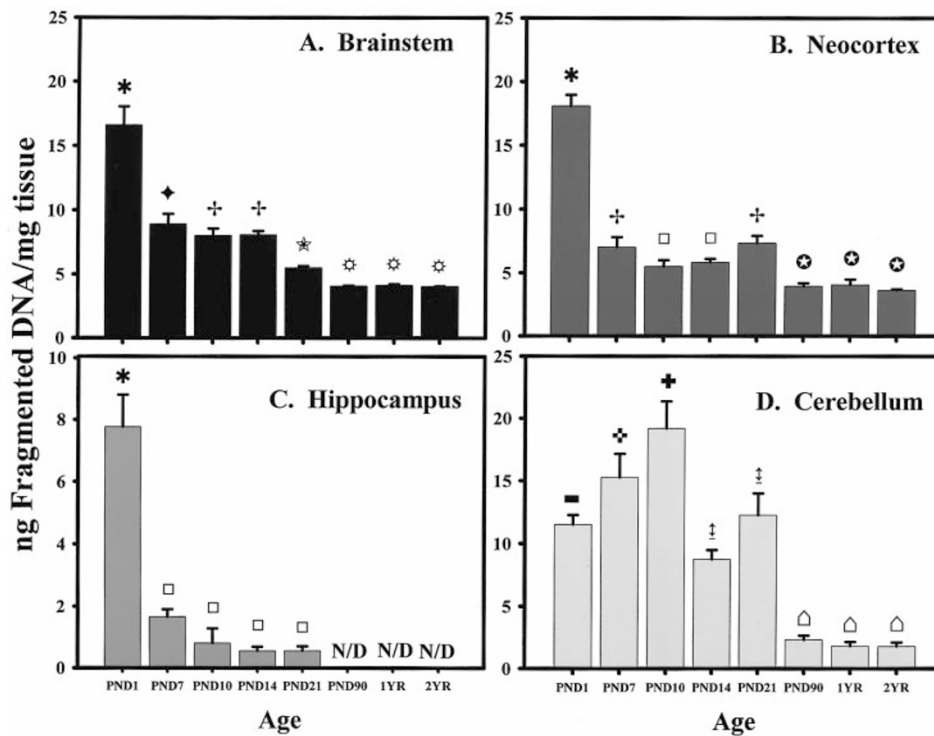 ng Fragmented DNA/mg tissue
A. Brainstem
25
20
15
10
5
0
B. Neocortex
25
20
15
10
5
0
C. Hippocampus
10
8
6
4
2
0
N/D N/D N/D
PND1 PND7 PND10 PND14 PND21 PND90 1YR 2YR
Age
D. Cerebellum
25
20
15
10
5
0
PND1 PND7 PND10 PND14 PND21 PND90 1YR 2YR
Age